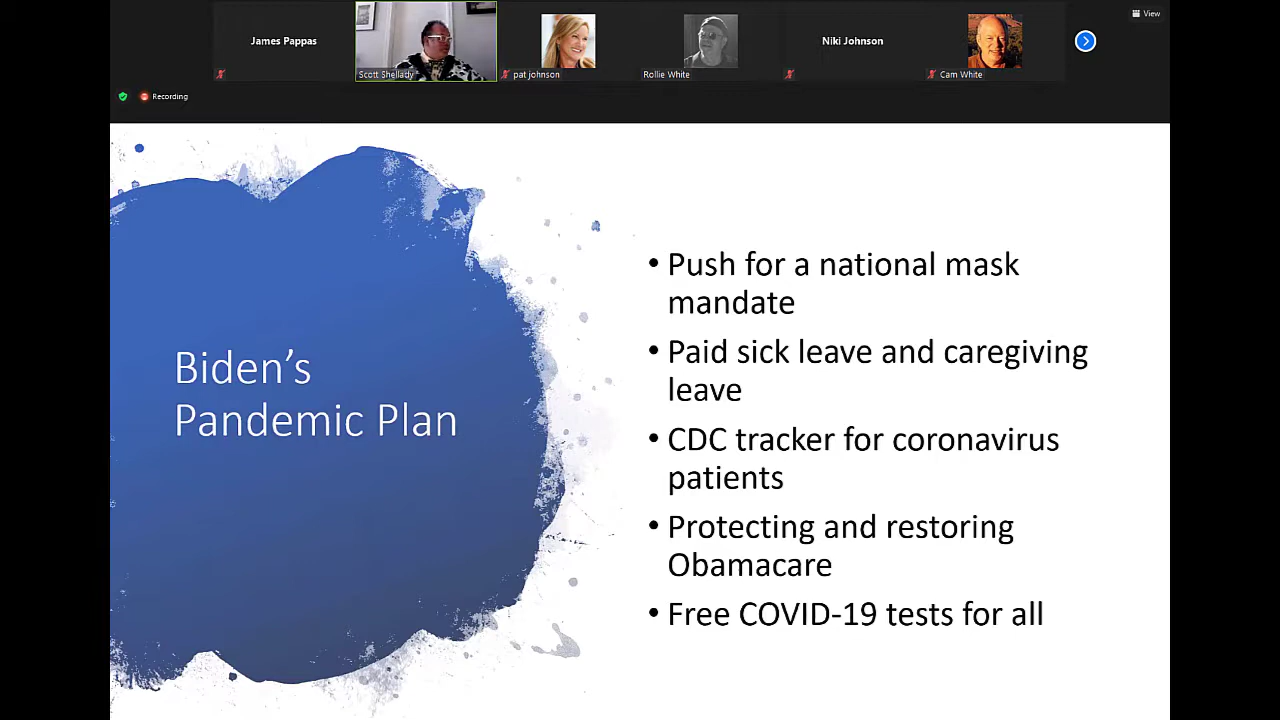 View
James Pappas
Niki Johnson
Scott Shellady
pat johnson
Rollie White
Cam White
Recording
Biden's
Pandemic Plan
• Push for a national mask
mandate
• Paid sick leave and caregiving
leave
• CDC tracker for coronavirus
patients
• Protecting and restoring
Obamacare
• Free COVID-19 tests for all